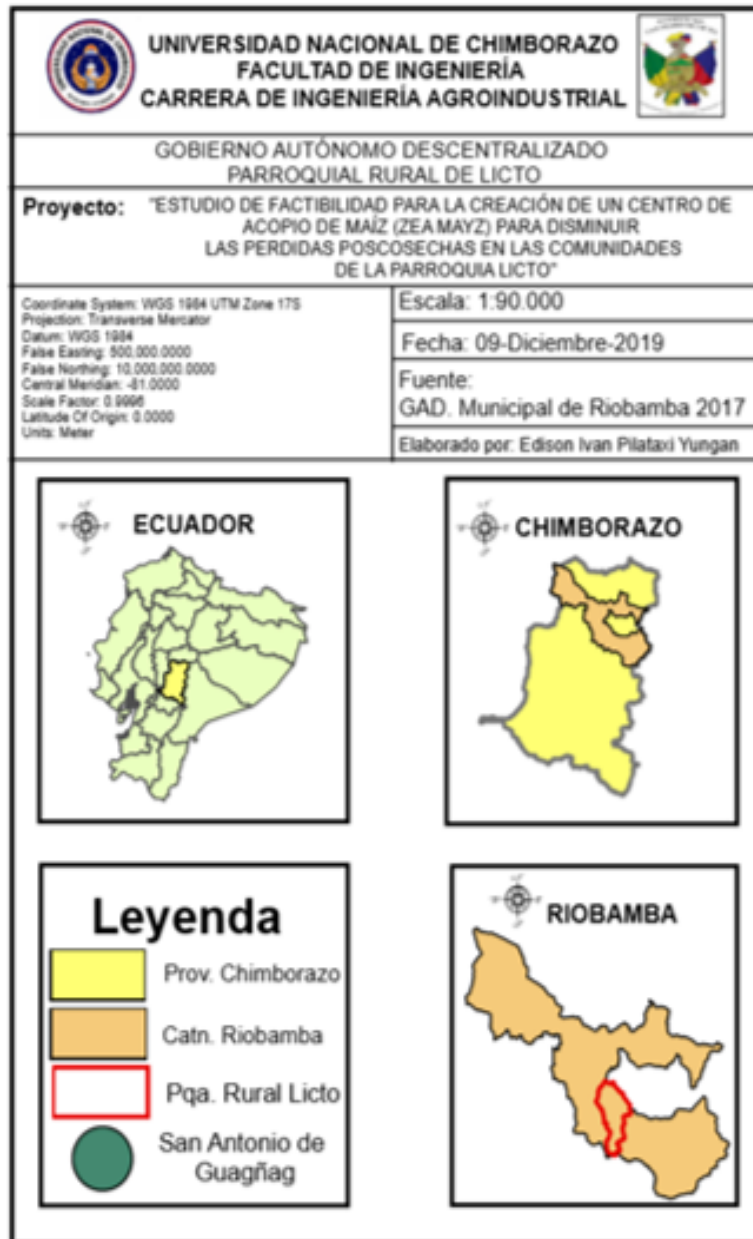 UNIVERSIDAD NACIONAL DE CHIMBORAZO
FACULTAD DE INGENIERÍA
CARRERA DE INGENIERÍA AGROINDUSTRIAL
GOBIERNO AUTÓNOMO DESCENTRALIZADO
PARROQUIAL RURAL DE LICTO
Proyecto: "ESTUDIO DE FACTIBILIDAD PARA LA CREACIÓN DE UN CENTRO DE
ACOPIO DE MAÍZ (ZEA MAYZ) PARA DISMINUIR
LAS PERDIDAS POSCOSECHAS EN LAS COMUNIDADES
DE LA PARROQUIA LICTO"
Coordinate System: WGS 1984 UTM Zone 17S
Projection: Transverse Mercator
Datum: WGS 1984
False Easting: 500,000.0000
False Northing: 10,000,000.0000
Central Meridian: -81.0000
Scale Factor: 0.9996
Latitude Of Origin: 0.0000
Units: Meter
Escala: 1:90.000
Fecha: 09-Diciembre-2019
Fuente:
GAD. Municipal de Riobamba 2017
Elaborado por: Edison Ivan Pilataxi Yungan
ECUADOR
CHIMBORAZO
Leyenda
Prov. Chimborazo
Catn. Riobamba
Pqa. Rural Licto
San Antonio de
Guagñag
RIOBAMBA